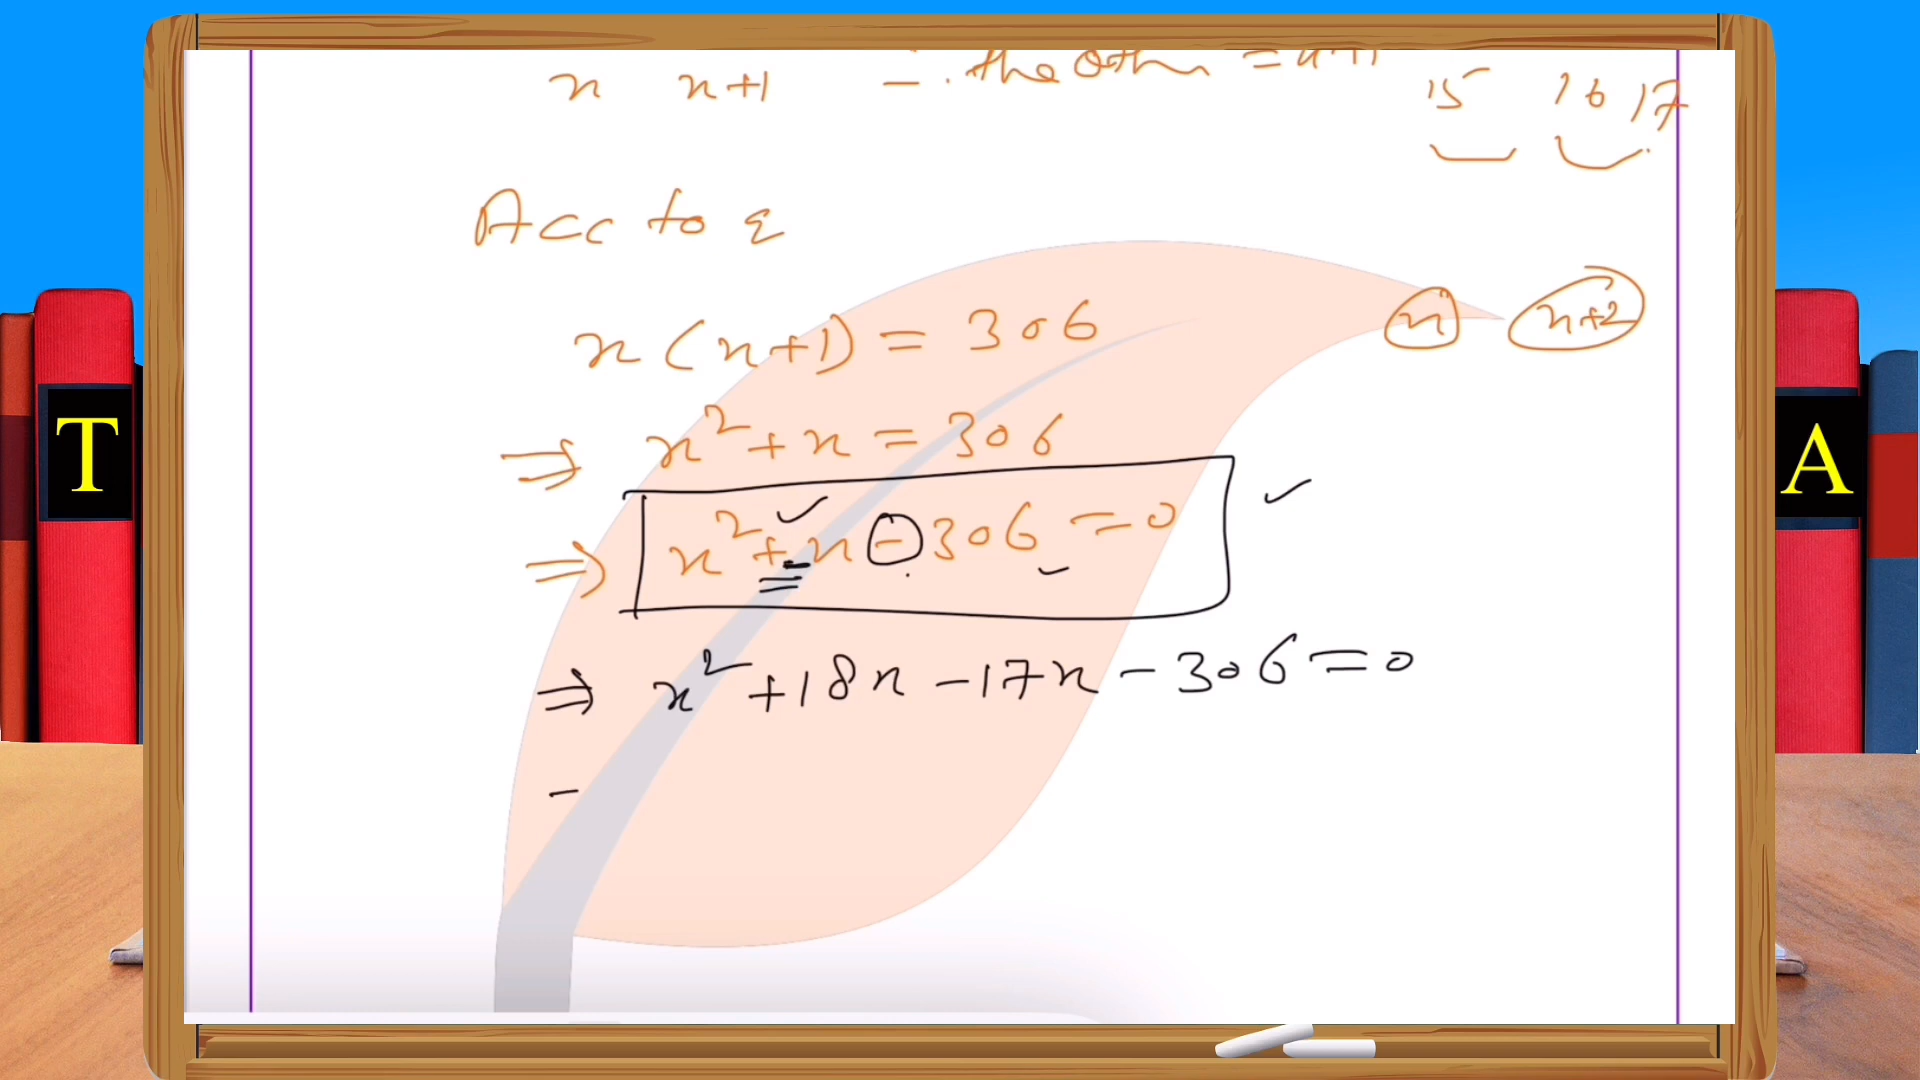 x x+1 ∴ the other = x+1
15 16 17
Acc to q
x(x+1) = 306
x x+2
⇒ x²+x = 306
⇒ x²+x-306=0
⇒ x²+18x-17x-306=0
T
A